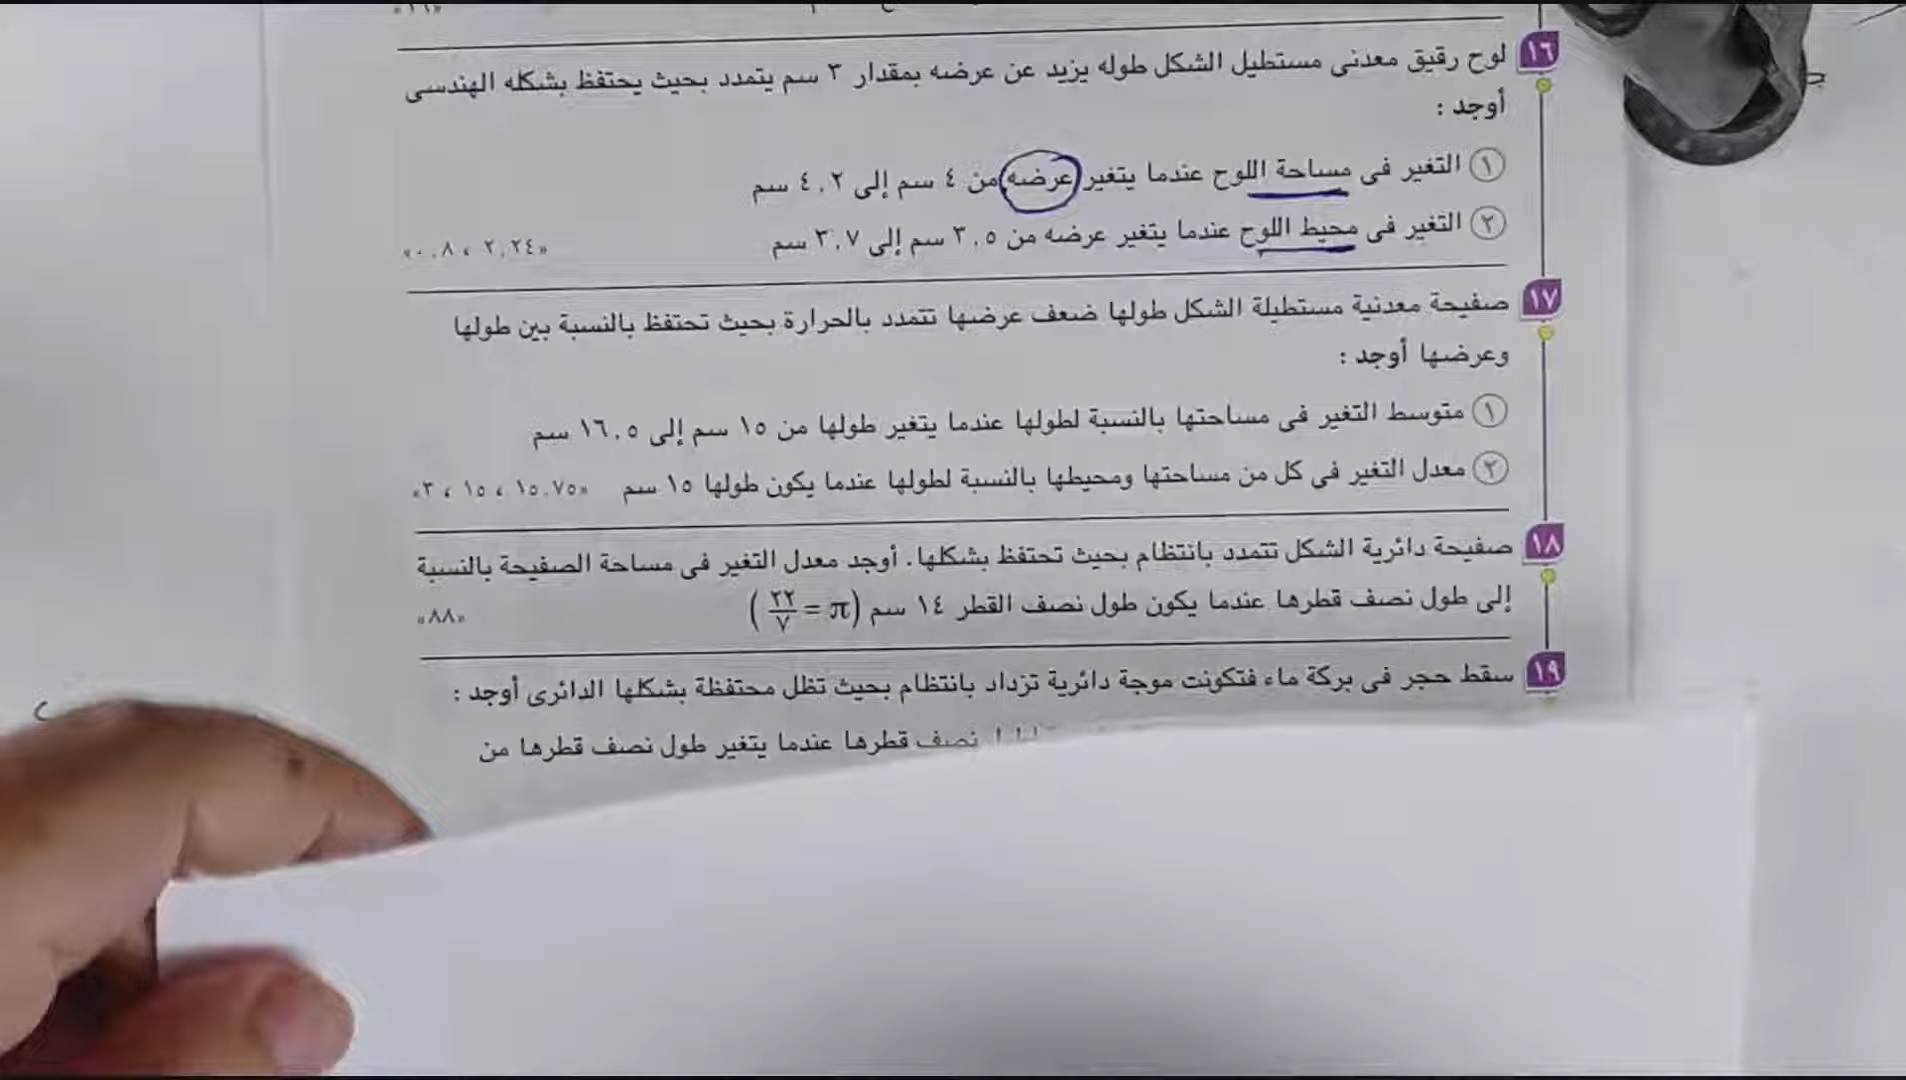 ١٦ لوح رقيق معدنى مستطيل الشكل طوله يزيد عن عرضه بمقدار ٣ سم يتمدد بحيث يحتفظ بشكله الهندسى
أوجد :
١ التغير فى مساحة اللوح عندما يتغير عرضه من ٤ سم إلى ٤,٢ سم
٢ التغير فى محيط اللوح عندما يتغير عرضه من ٣,٥ سم إلى ٣,٧ سم «٢,٢٤ ، ٠,٨»
١٧ صفيحة معدنية مستطيلة الشكل طولها ضعف عرضها تتمدد بالحرارة بحيث تحتفظ بالنسبة بين طولها
وعرضها أوجد :
١ متوسط التغير فى مساحتها بالنسبة لطولها عندما يتغير طولها من ١٥ سم إلى ١٦,٥ سم
٢ معدل التغير فى كل من مساحتها ومحيطها بالنسبة لطولها عندما يكون طولها ١٥ سم «١٥,٧٥ ، ١٥ ، ٣»
١٨ صفيحة دائرية الشكل تتمدد بانتظام بحيث تحتفظ بشكلها. أوجد معدل التغير فى مساحة الصفيحة بالنسبة
إلى طول نصف قطرها عندما يكون طول نصف القطر ١٤ سم (π = ٢٢/٧) «٨٨»
١٩ سقط حجر فى بركة ماء فتكونت موجة دائرية تزداد بانتظام بحيث تظل محتفظة بشكلها الدائرى أوجد :
نصف قطرها عندما يتغير طول نصف قطرها من